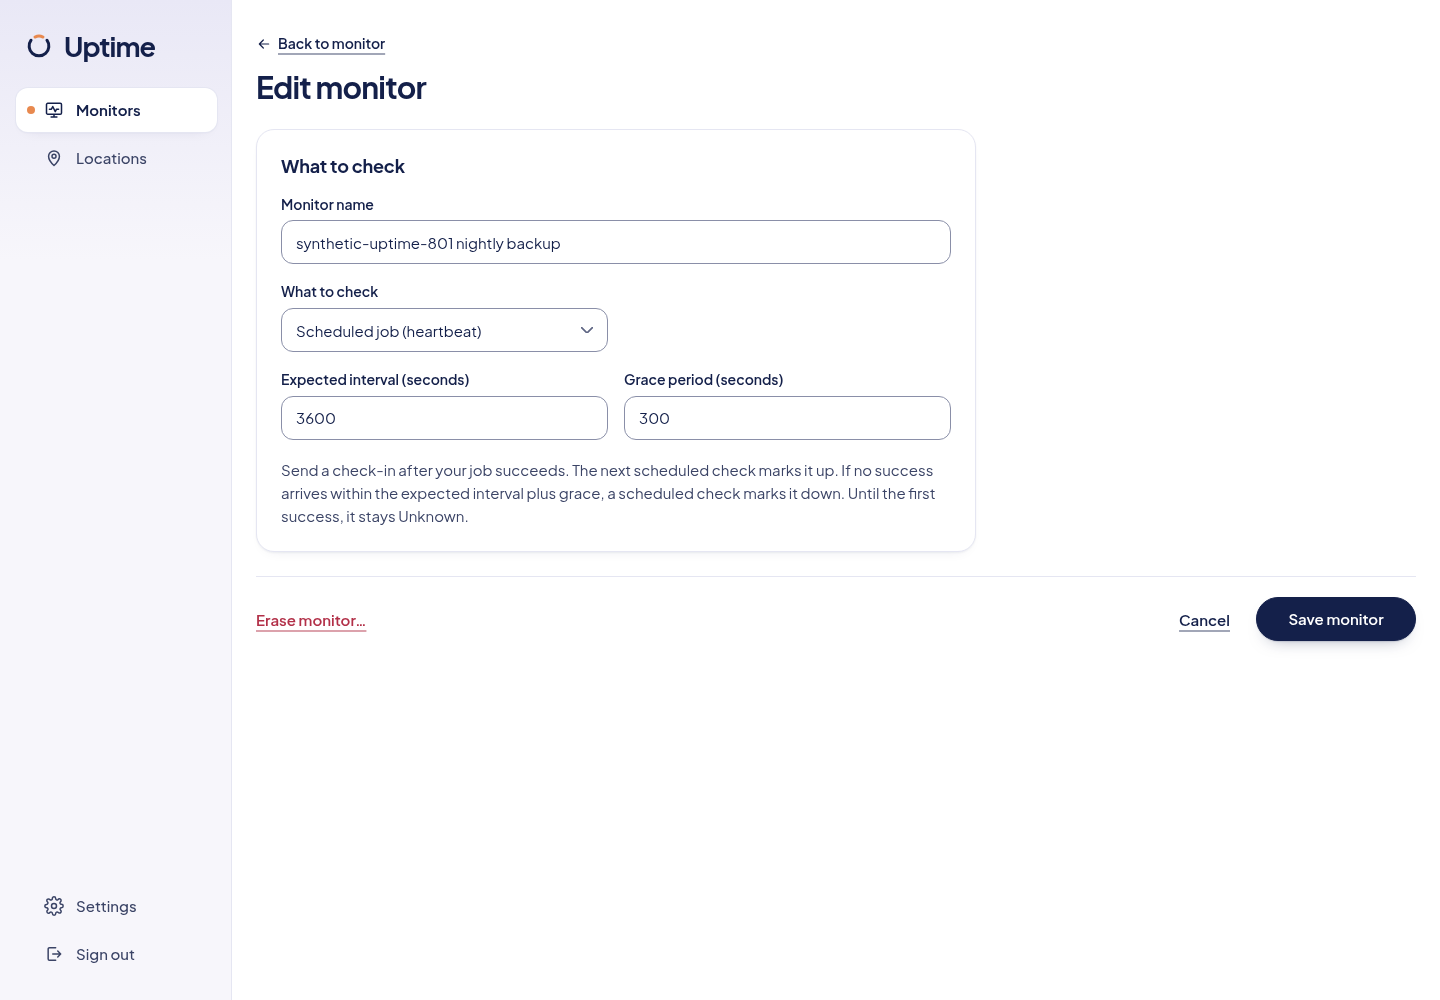 Uptime
Monitors
Locations
Settings
Sign out
Back to monitor
Edit monitor
What to check
Monitor name
synthetic-uptime-801 nightly backup
What to check
Scheduled job (heartbeat)
Expected interval (seconds)
Grace period (seconds)
3600
300
Send a check-in after your job succeeds. The next scheduled check marks it up. If no success
arrives within the expected interval plus grace, a scheduled check marks it down. Until the first
success, it stays Unknown.
Erase monitor…
Cancel
Save monitor